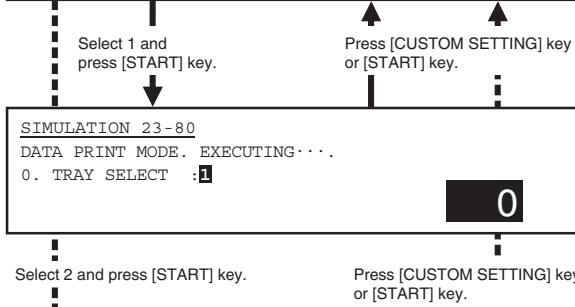 Select 1 and
press [START] key.
Press [CUSTOM SETTING] key
or [START] key.
SIMULATION 23-80
DATA PRINT MODE. EXECUTING···.
0. TRAY SELECT :1
0
Select 2 and press [START] key.
Press [CUSTOM SETTING] key
or [START] key.